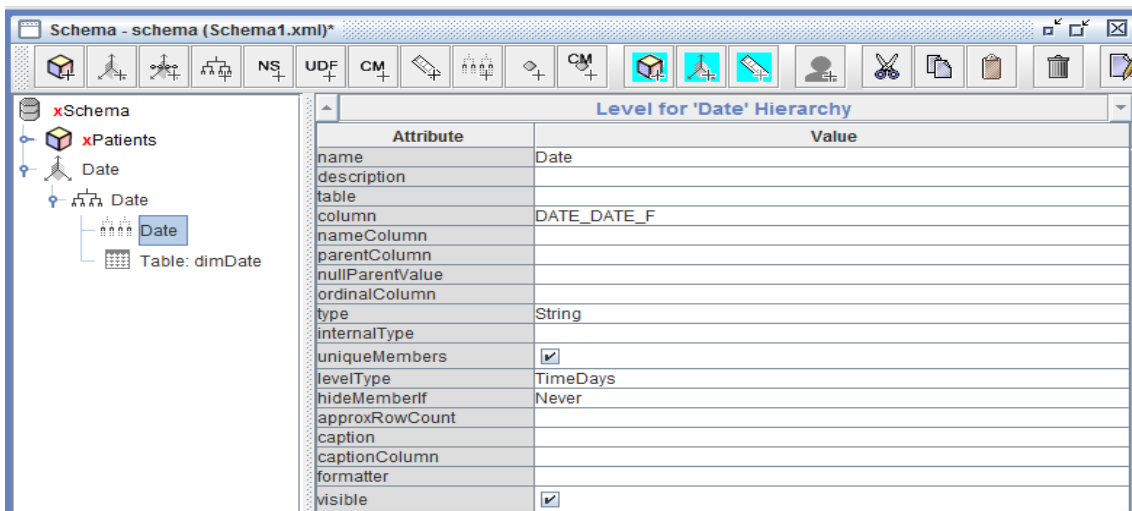 Schema - schema (Schema1.xml)*
NS UDF CM CM
xSchema
xPatients
Date
Date
Date
Table: dimDate
Level for 'Date' Hierarchy
Attribute Value
name Date
description
table
column DATE_DATE_F
nameColumn
parentColumn
nullParentValue
ordinalColumn
type String
internalType
uniqueMembers
levelType TimeDays
hideMemberIf Never
approxRowCount
caption
captionColumn
formatter
visible